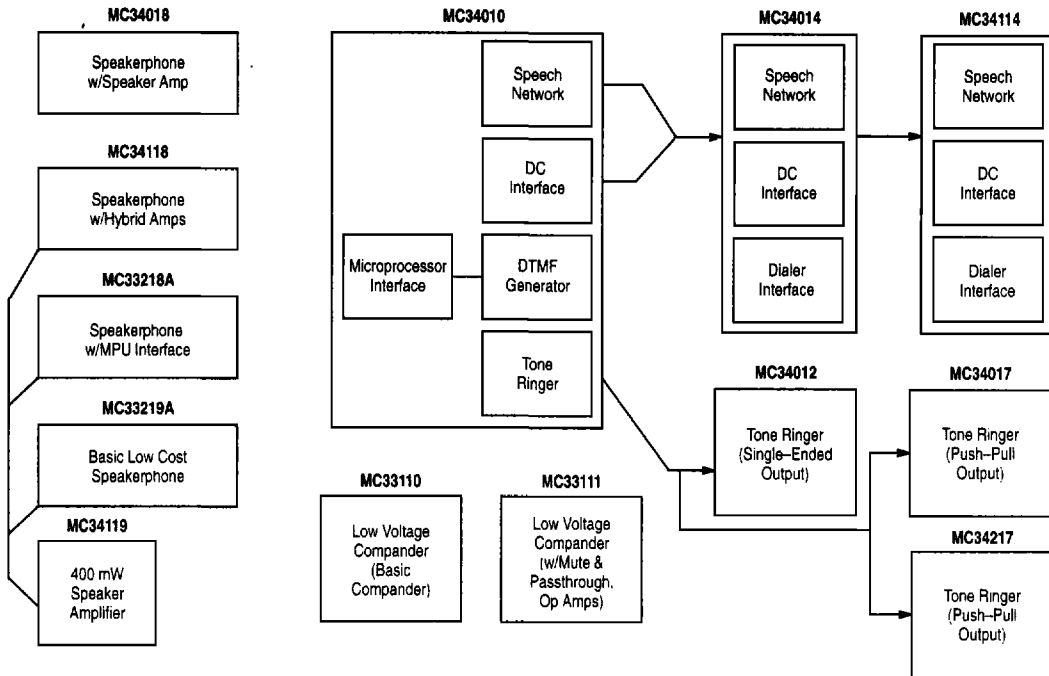 MC34018
Speakerphone
w/Speaker Amp
MC34118
Speakerphone
w/Hybrid Amps
MC33218A
Speakerphone
w/MPU Interface
MC33219A
Basic Low Cost
Speakerphone
MC34119
400 mW
Speaker
Amplifier
MC34010
Speech
Network
DC
Interface
Microprocessor
Interface
DTMF
Generator
Tone
Ringer
MC33110
Low Voltage
Compander
(Basic
Compander)
MC33111
Low Voltage
Compander
(w/Mute &
Passthrough,
Op Amps)
MC34014
Speech
Network
DC
Interface
Dialer
Interface
MC34114
Speech
Network
DC
Interface
Dialer
Interface
MC34012
Tone Ringer
(Single–Ended
Output)
MC34017
Tone Ringer
(Push–Pull
Output)
MC34217
Tone Ringer
(Push–Pull
Output)